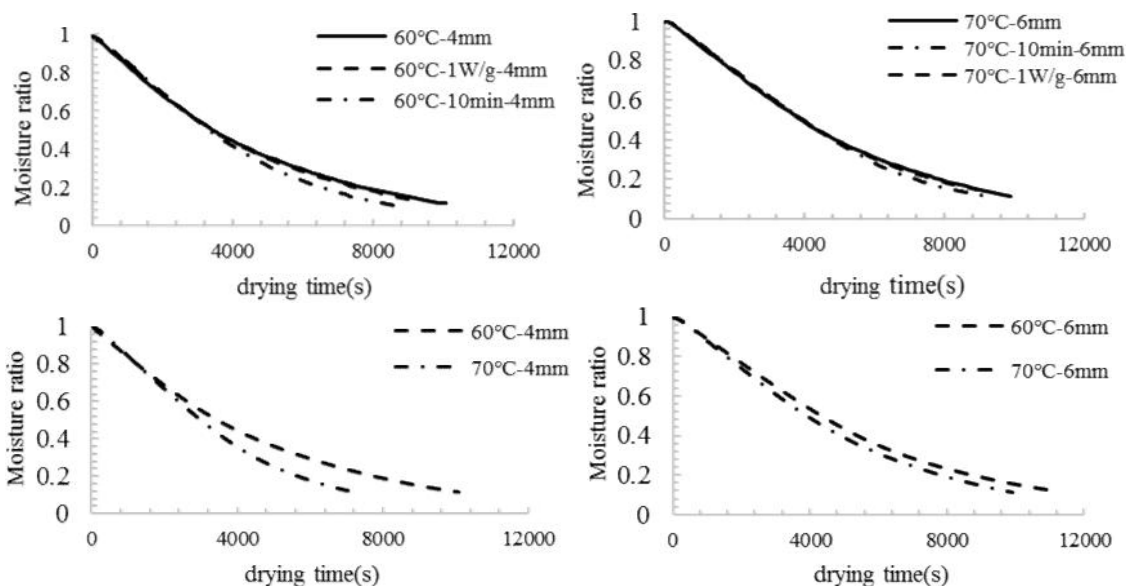 1
0.8
0.6
0.4
0.2
0
Moisture ratio
60°C-4mm
60°C-1W/g-4mm
60°C-10min-4mm
0 4000 8000 12000
drying time(s)
1
0.8
0.6
0.4
0.2
0
Moisture ratio
70°C-6mm
70°C-10min-6mm
70°C-1W/g-6mm
0 4000 8000 12000
drying time(s)
1
0.8
0.6
0.4
0.2
0
Moisture ratio
60°C-4mm
70°C-4mm
0 4000 8000 12000
drying time(s)
1
0.8
0.6
0.4
0.2
0
Moisture ratio
60°C-6mm
70°C-6mm
0 4000 8000 12000
drying time(s)